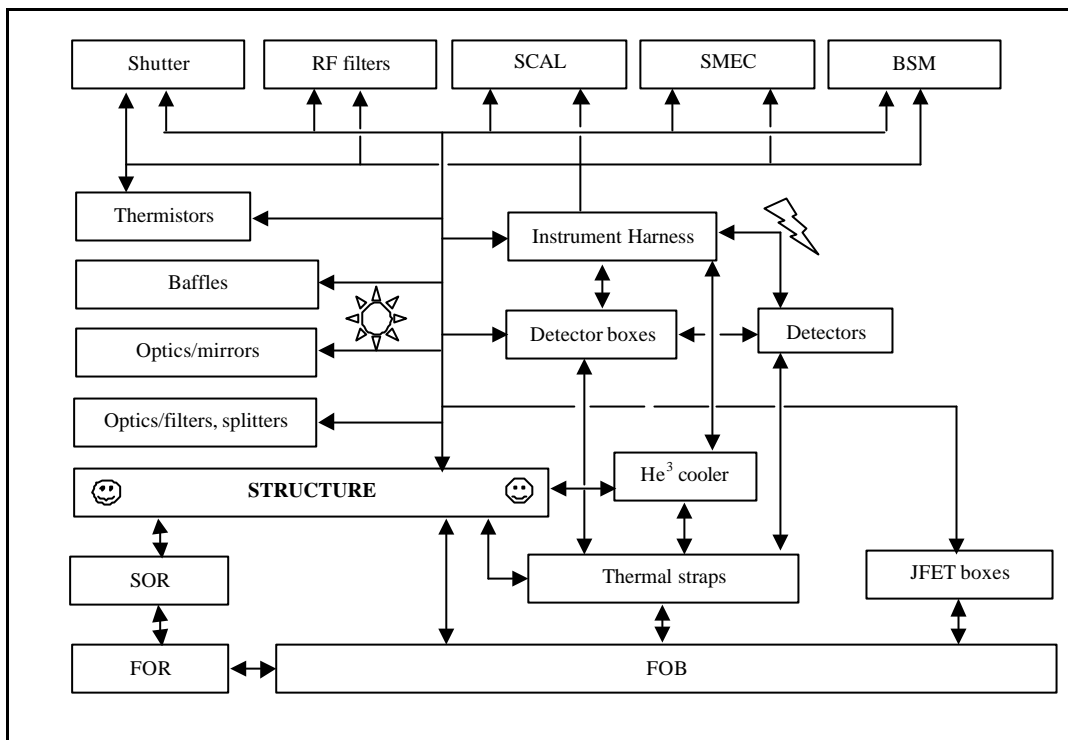 Shutter
RF filters
SCAL
SMEC
BSM
Thermistors
Instrument Harness
Baffles
Detector boxes
Detectors
Optics/mirrors
Optics/filters, splitters
He³ cooler
STRUCTURE
SOR
Thermal straps
JFET boxes
FOR
FOB